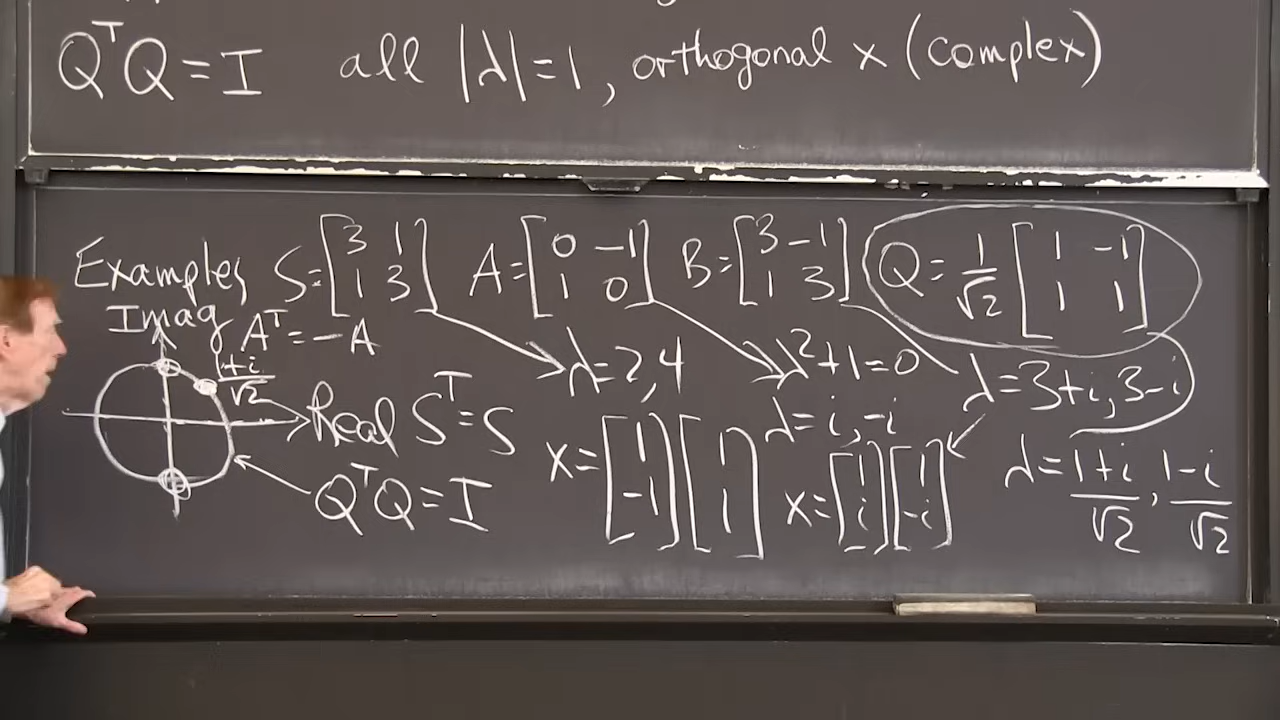 QᵀQ = I all |λ| = 1, orthogonal x (complex)
Examples S = [3 1; 1 3] A = [0 -1; 1 0] B = [3 -1; 1 3] Q = 1/√2 [1 -1; 1 1]
Imag Aᵀ = -A
λ = 2, 4 λ² + 1 = 0 λ = 3+i, 3-i
1+i/√2
Real Sᵀ = S λ = i, -i
x = [1; -1] [1; 1] x = [1; i] [1; -i] λ = 1+i/√2, 1-i/√2
QᵀQ = I